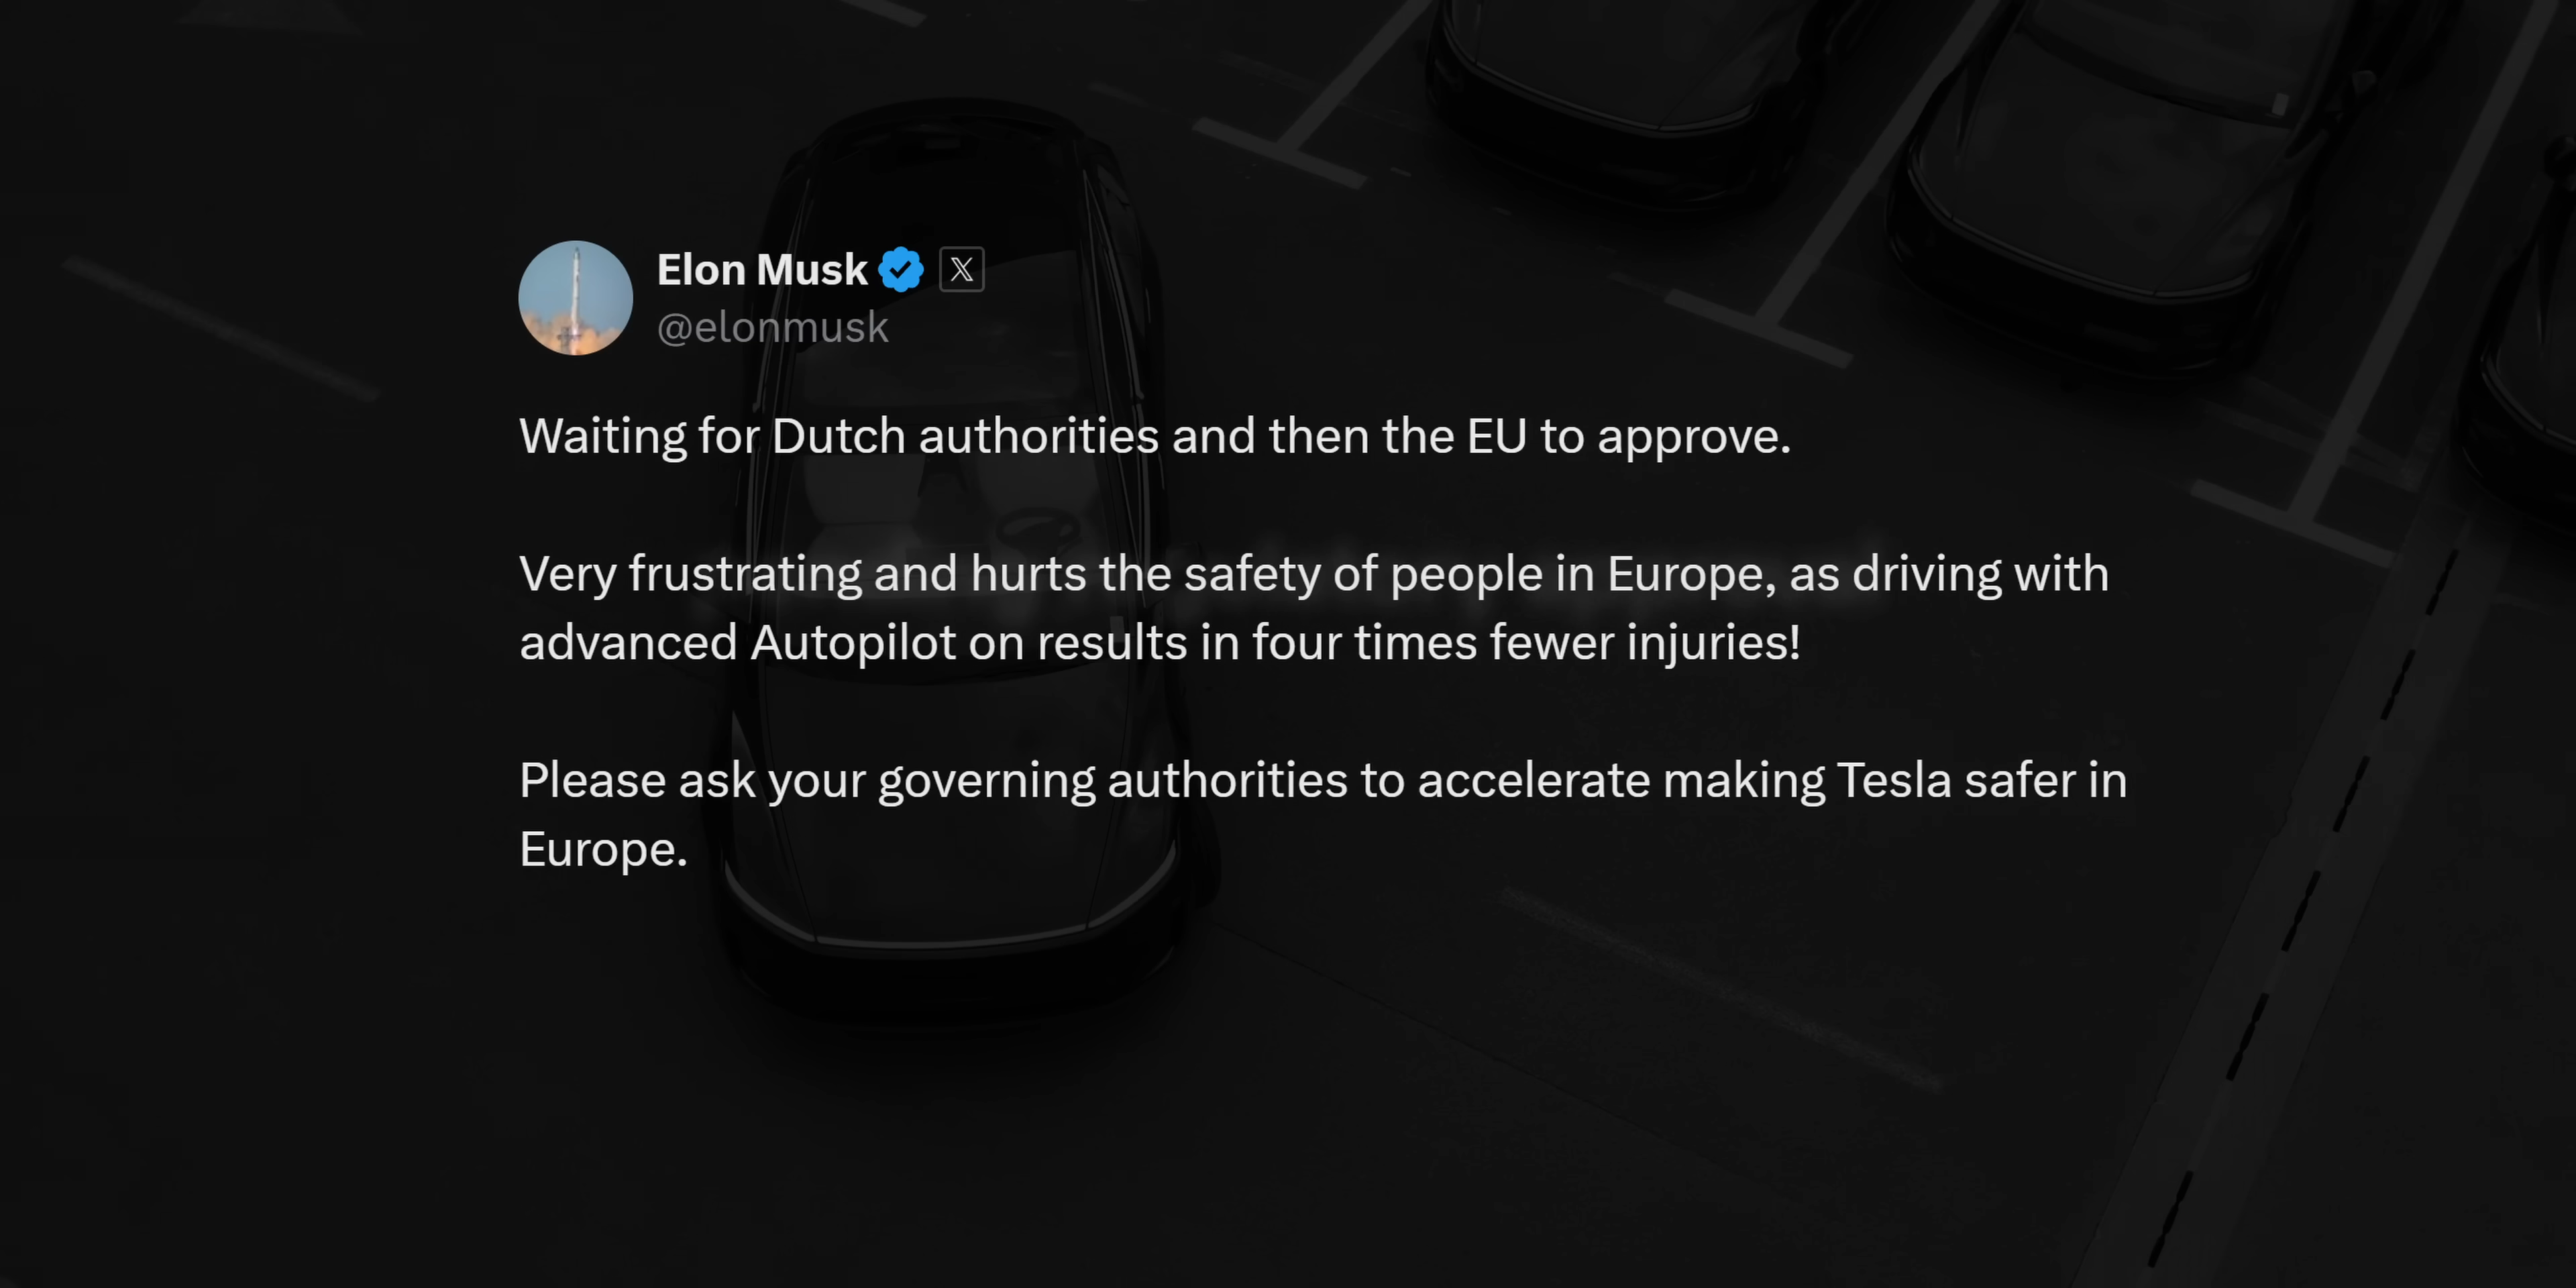 Elon Musk
@elonmusk
Waiting for Dutch authorities and then the EU to approve.
Very frustrating and hurts the safety of people in Europe, as driving with
advanced Autopilot on results in four times fewer injuries!
Please ask your governing authorities to accelerate making Tesla safer in
Europe.